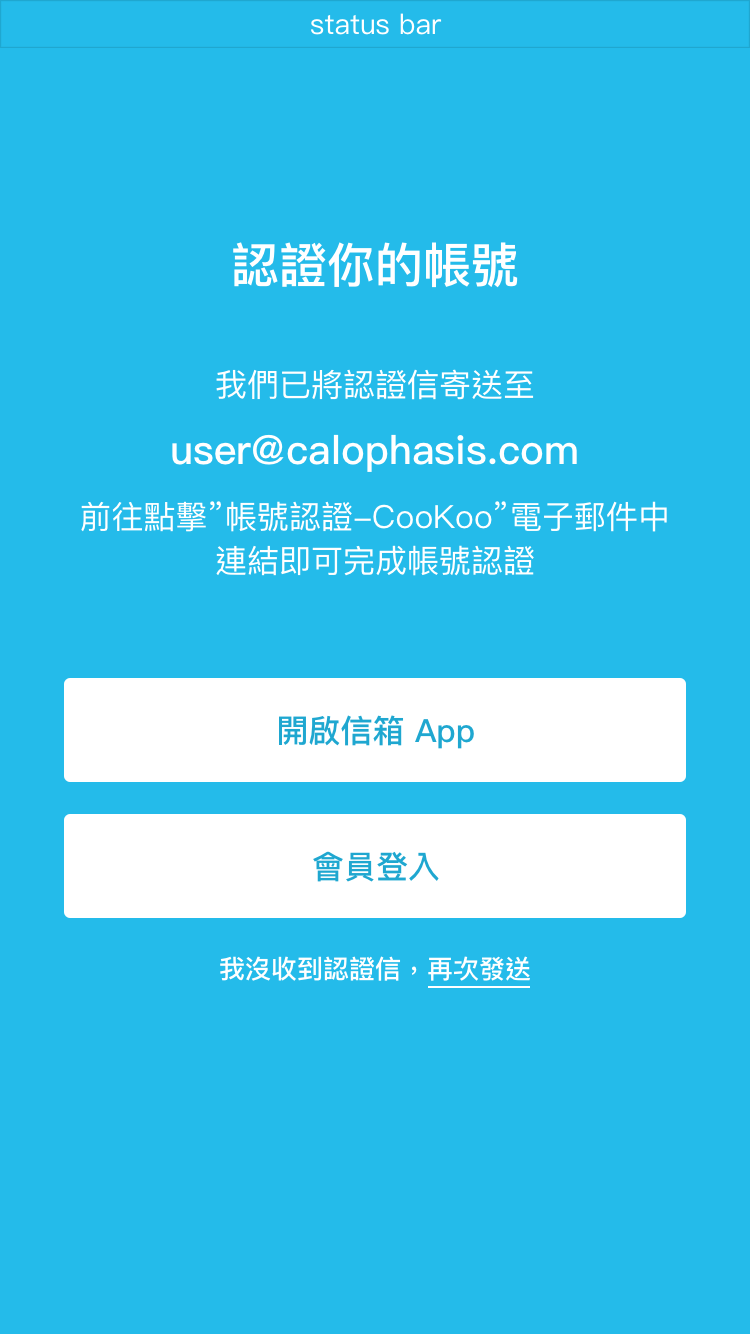 status bar
認證你的帳號
我們已將認證信寄送至
user@calophasis.com
前往點擊”帳號認證–CooKoo”電子郵件中
連結即可完成帳號認證
開啟信箱 App
會員登入
我沒收到認證信，再次發送